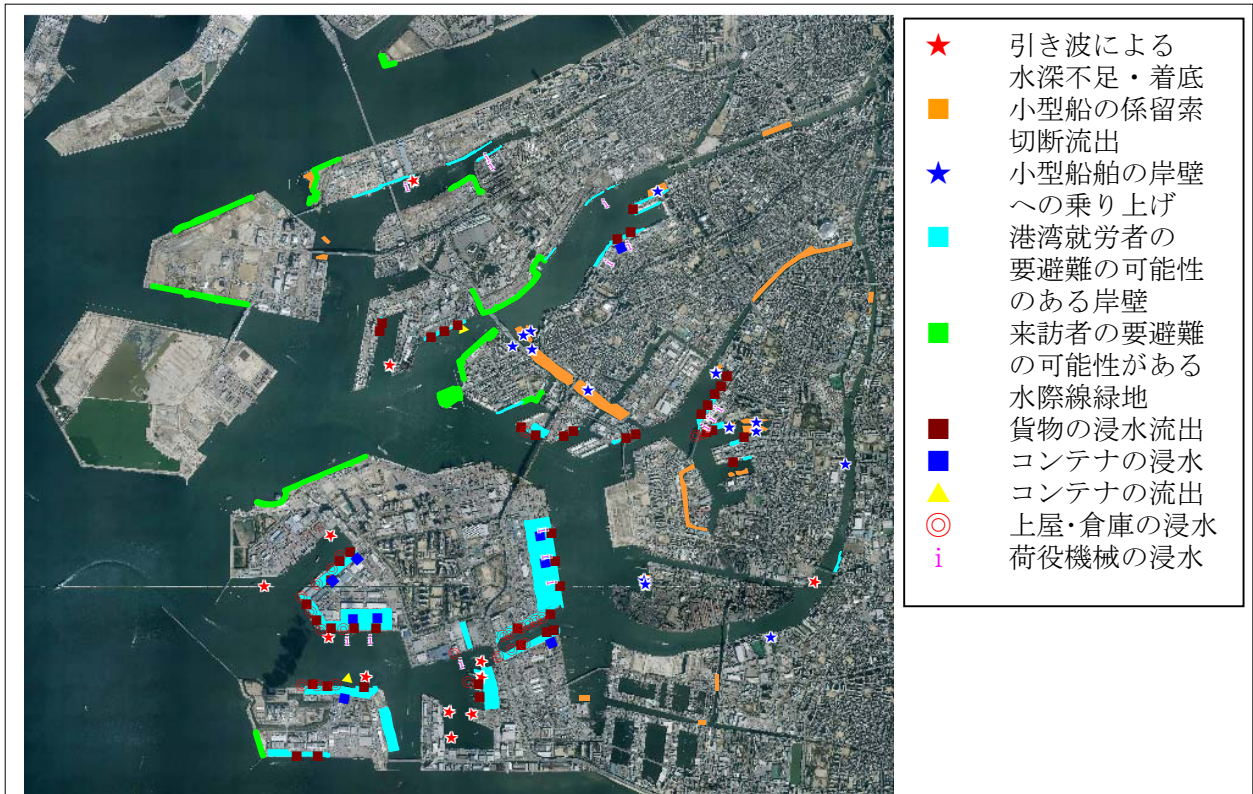 引き波による
水深不足・着底
小型船の係留索
切断流出
小型船舶の岸壁
への乗り上げ
港湾就労者の
要避難の可能性
のある岸壁
来訪者の要避難
の可能性がある
水際線緑地
貨物の浸水流出
コンテナの浸水
コンテナの流出
上屋・倉庫の浸水
荷役機械の浸水